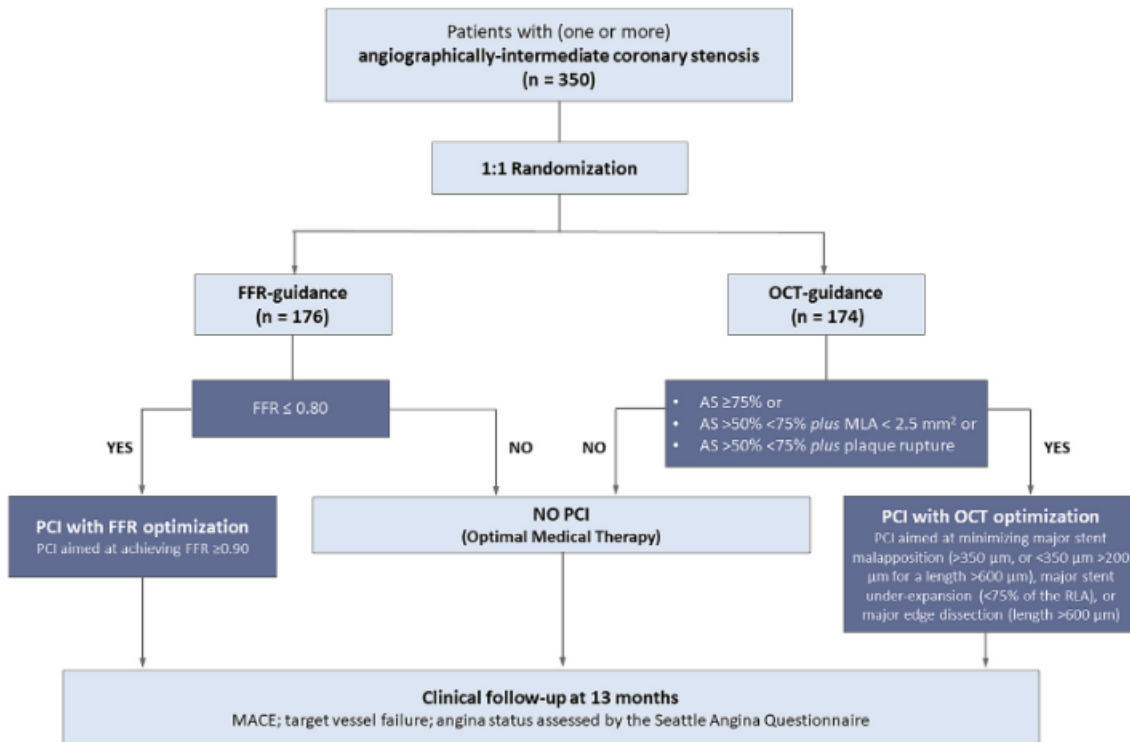 Patients with (one or more)
angiographically-intermediate coronary stenosis
(n = 350)
1:1 Randomization
FFR-guidance
(n = 176)
OCT-guidance
(n = 174)
FFR ≤ 0.80
• AS ≥75% or
• AS >50% <75% plus MLA < 2.5 mm² or
• AS >50% <75% plus plaque rupture
YES
NO
NO
YES
PCI with FFR optimization
PCI aimed at achieving FFR ≥0.90
NO PCI
(Optimal Medical Therapy)
PCI with OCT optimization
PCI aimed at minimizing major stent
malapposition (>350 µm, or <350 µm >200
µm for a length >600 µm), major stent
under-expansion (<75% of the RLA), or
major edge dissection (length >600 µm)
Clinical follow-up at 13 months
MACE; target vessel failure; angina status assessed by the Seattle Angina Questionnaire